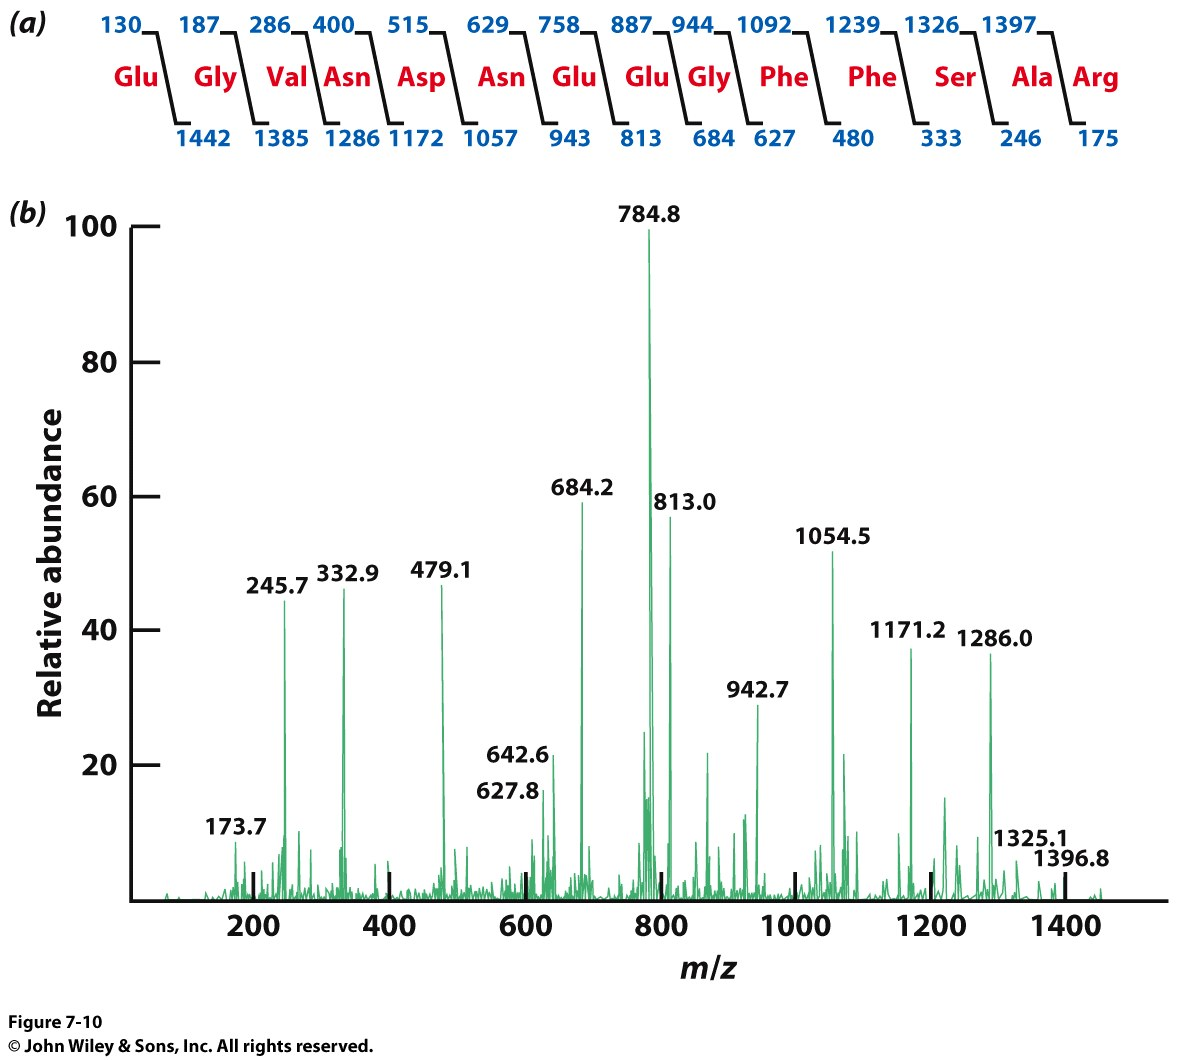 (a)
130 187 286 400 515 629 758 887 944 1092 1239 1326 1397
Glu Gly Val Asn Asp Asn Glu Glu Gly Phe Phe Ser Ala Arg
1442 1385 1286 1172 1057 943 813 684 627 480 333 246 175
(b)
Relative abundance
100
80
60
40
20
784.8
684.2
813.0
1054.5
245.7
332.9
479.1
1171.2
1286.0
942.7
642.6
627.8
173.7
1325.1
1396.8
200 400 600 800 1000 1200 1400
m/z
Figure 7-10
© John Wiley & Sons, Inc. All rights reserved.